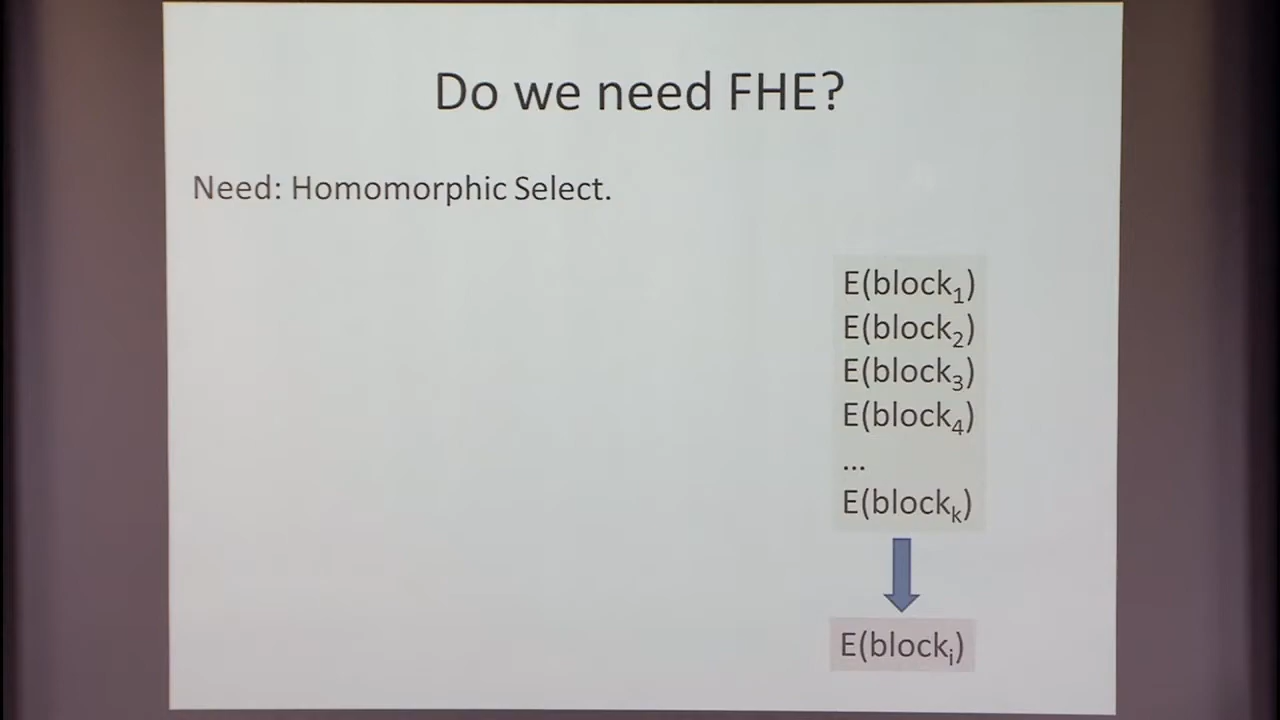 Do we need FHE?
Need: Homomorphic Select.
E(block₁)
E(block₂)
E(block₃)
E(block₄)
...
E(blockₖ)
E(blockᵢ)